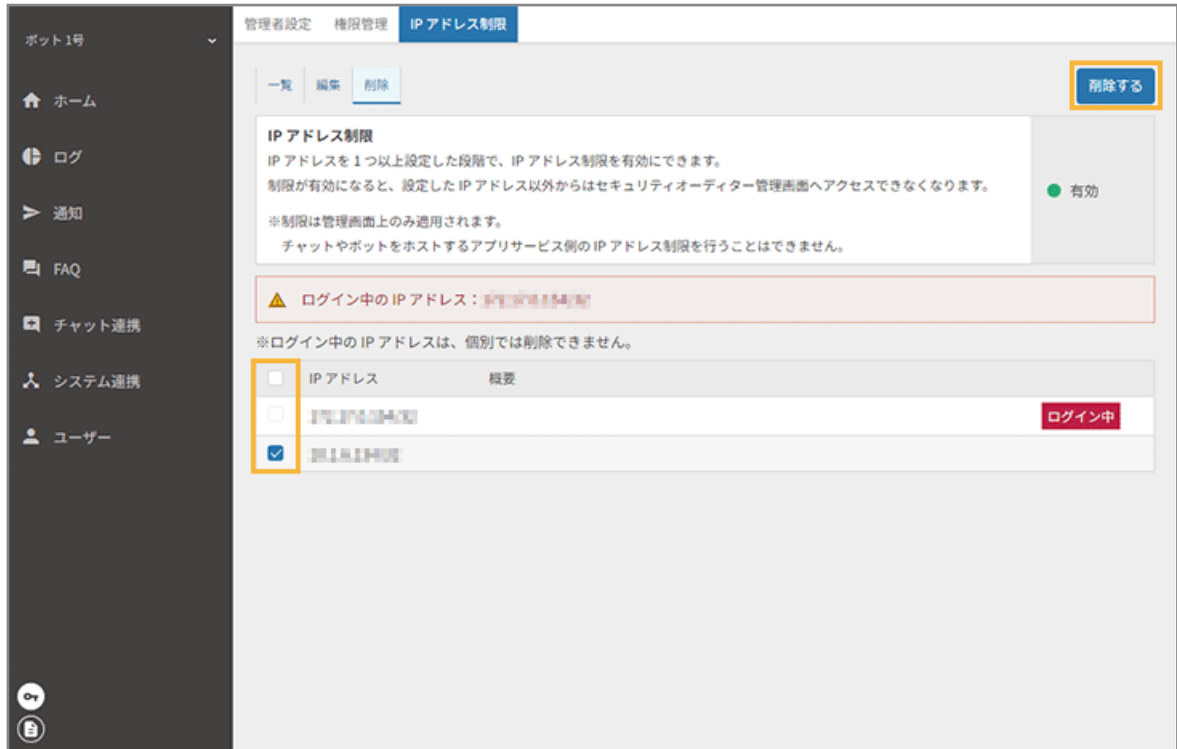 ボット1号
ホーム
ログ
通知
FAQ
チャット連携
システム連携
ユーザー
管理者設定 権限管理 IP アドレス制限
一覧 編集 削除
削除する
IP アドレス制限
IP アドレスを 1 つ以上設定した段階で、IP アドレス制限を有効にできます。
制限が有効になると、設定した IP アドレス以外からはセキュリティオーディター管理画面へアクセスできなくなります。
※制限は管理画面上のみ適用されます。
チャットやボットをホストするアプリサービス側の IP アドレス制限を行うことはできません。
有効
ログイン中の IP アドレス：
※ログイン中の IP アドレスは、個別では削除できません。
IP アドレス 概要
ログイン中